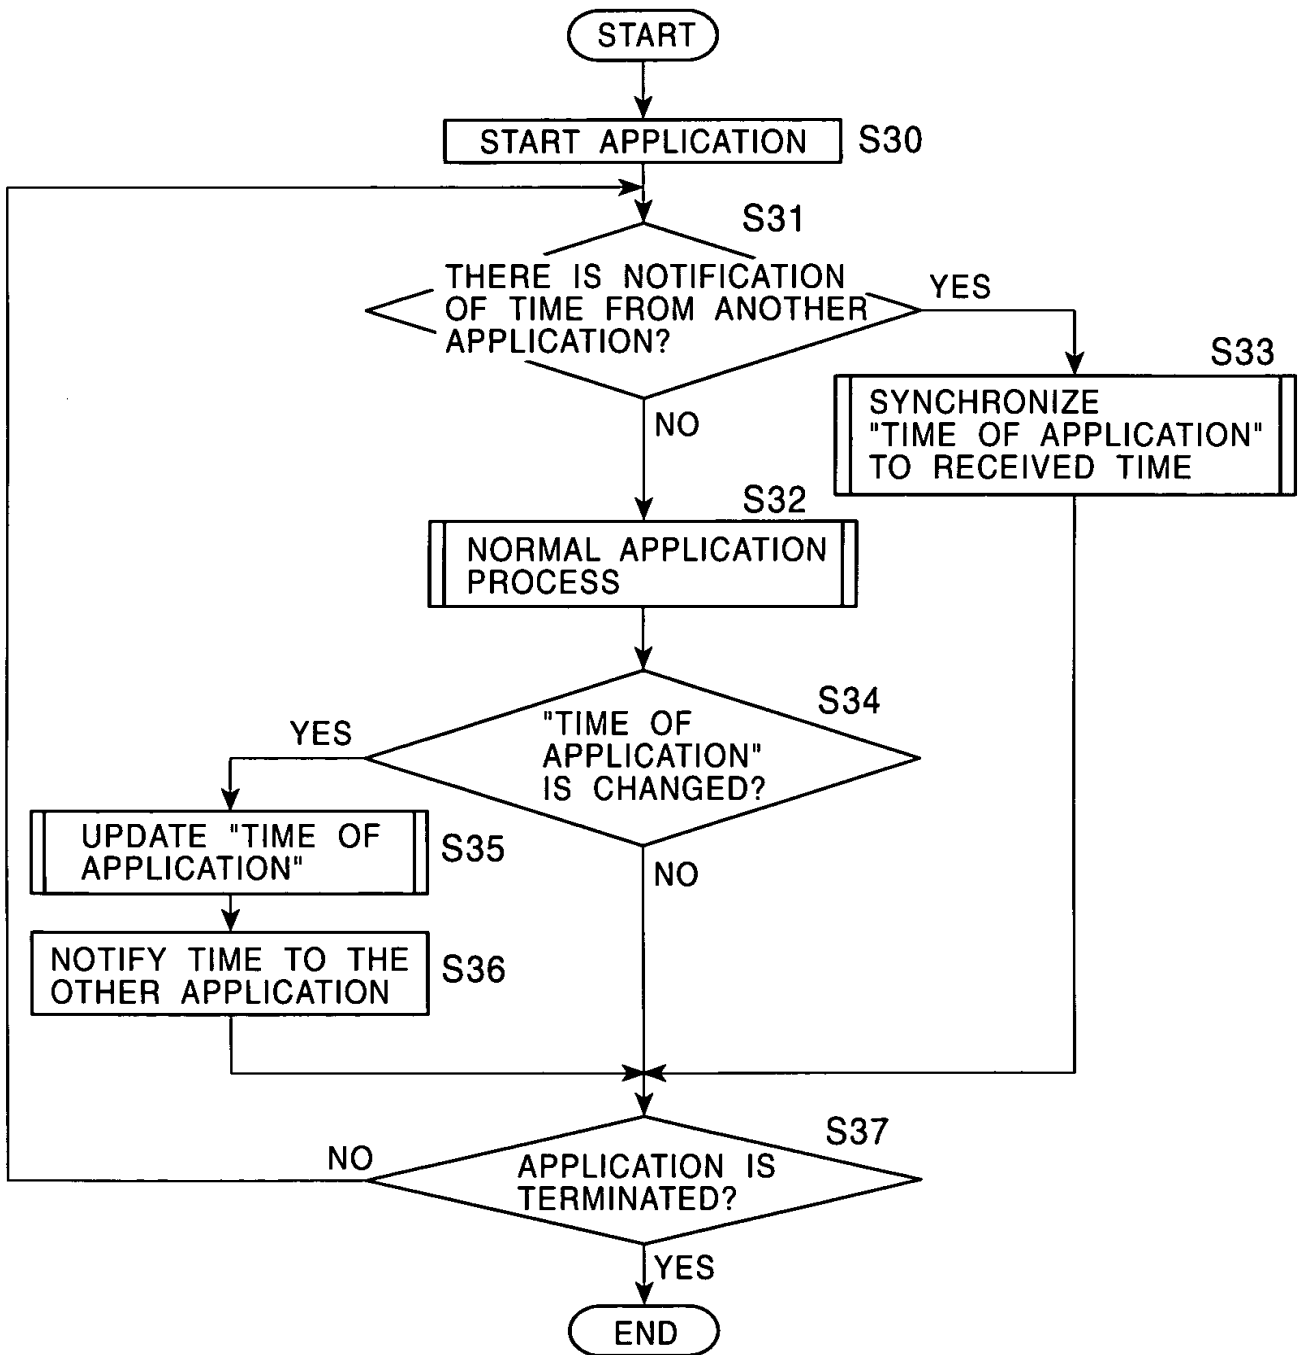 START
START APPLICATION
S30
S31
THERE IS NOTIFICATION
OF TIME FROM ANOTHER
APPLICATION?
YES
NO
S33
SYNCHRONIZE
"TIME OF APPLICATION"
TO RECEIVED TIME
S32
NORMAL APPLICATION
PROCESS
S34
"TIME OF
APPLICATION"
IS CHANGED?
YES
NO
UPDATE "TIME OF
APPLICATION"
S35
NOTIFY TIME TO THE
OTHER APPLICATION
S36
S37
APPLICATION IS
TERMINATED?
NO
YES
END